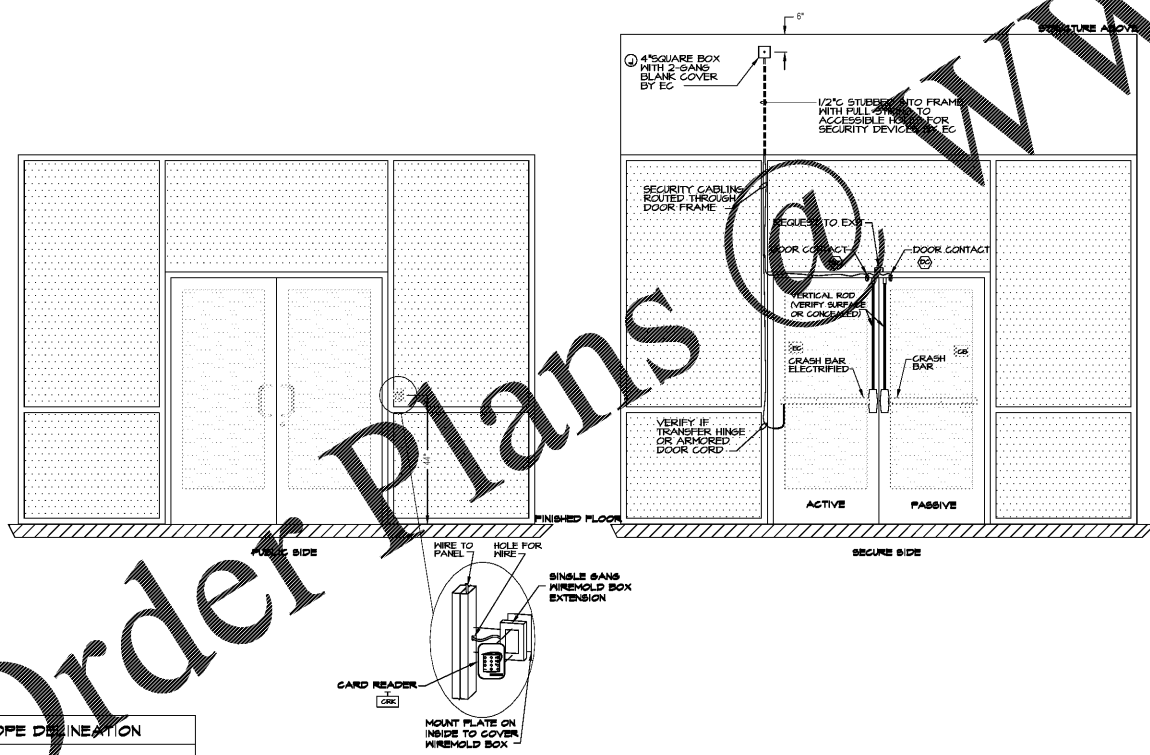 6"
STRUCTURE ABOVE
J
4"SQUARE BOX
WITH 2-GANG
BLANK COVER
BY EC
1/2"C STUBBED INTO FRAME
WITH PULL STRING TO
ACCESSIBLE HOLES FOR
SECURITY DEVICES BY EC
SECURITY CABLING
ROUTED THROUGH
DOOR FRAME
REQUEST TO EXIT
DOOR CONTACT
DOOR CONTACT
DC
VERTICAL ROD
(VERIFY SURFACE
OR CONCEALED)
EC
CRASH BAR
ELECTRIFIED
CB
CRASH
BAR
VERIFY IF
TRANSFER HINGE
OR ARMORED
DOOR CORD
44"
ACTIVE
PASSIVE
FINISHED FLOOR
PUBLIC SIDE
SECURE SIDE
WIRE TO
PANEL
HOLE FOR
WIRE
SINGLE GANG
WIREMOLD BOX
EXTENSION
CARD READER
CRK
MOUNT PLATE ON
INSIDE TO COVER
WIREMOLD BOX
OPE DELINEATION
Order Plans @ ww